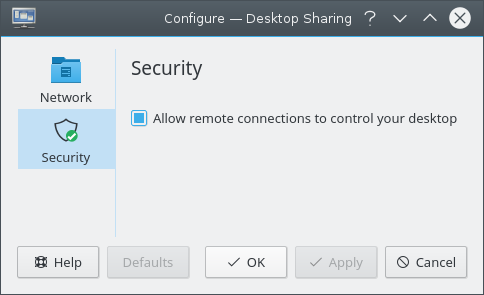 Configure — Desktop Sharing
Network
Security
Security
Allow remote connections to control your desktop
Help
Defaults
OK
Apply
Cancel